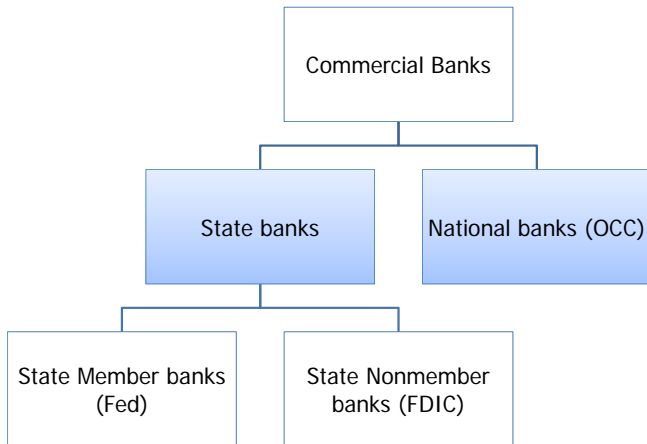 Commercial Banks
State banks
National banks (OCC)
State Member banks
(Fed)
State Nonmember
banks (FDIC)